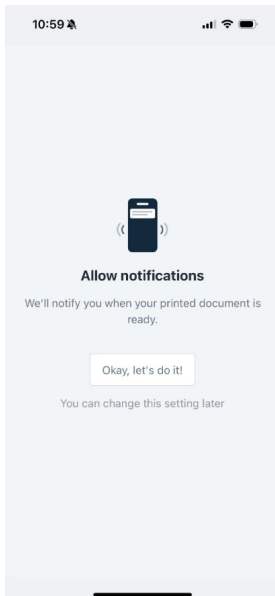 10:59
Allow notifications
We'll notify you when your printed document is
ready.
Okay, let's do it!
You can change this setting later